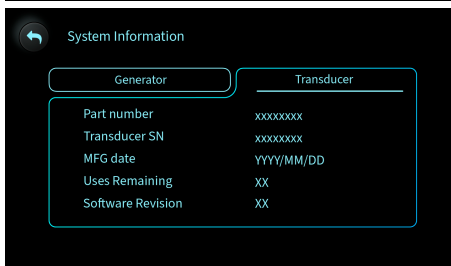 System Information
Generator Transducer
Part number xxxxxxxx
Transducer SN xxxxxxxx
MFG date YYYY/MM/DD
Uses Remaining XX
Software Revision XX